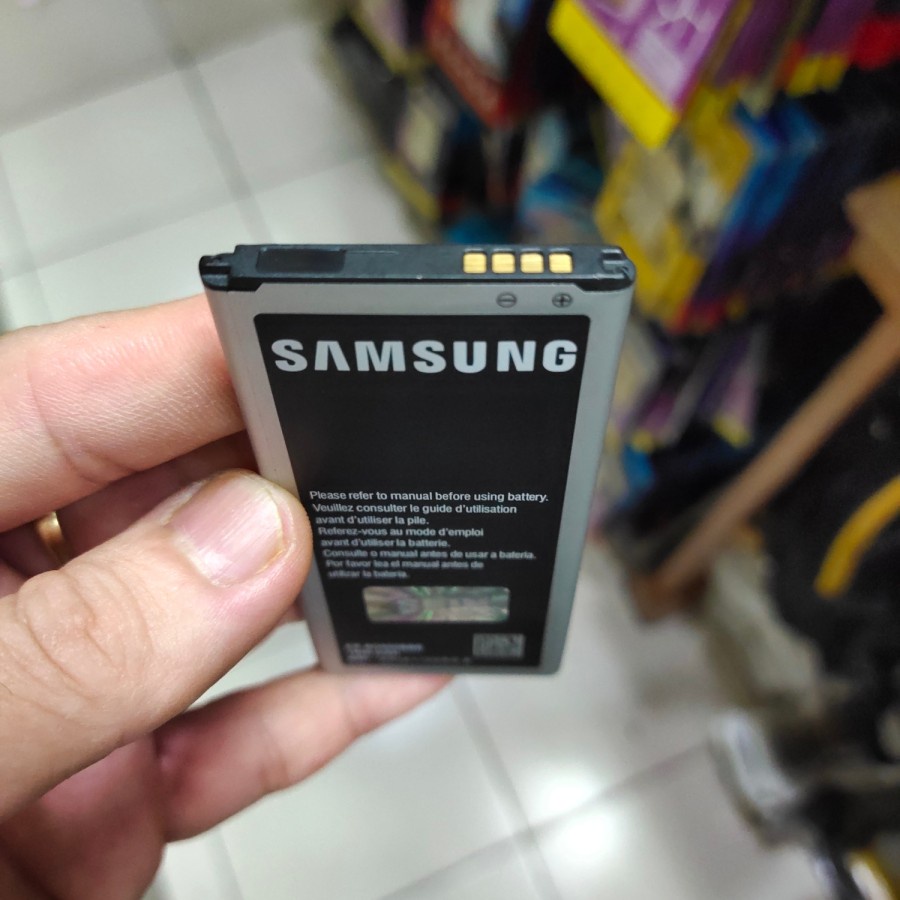 SAMSUNG
Please refer to manual before using battery.
Veuillez consulter le guide d'utilisation
avant d'utiliser la pile.
Referez-vous au mode d'emploi
avant d'utiliser la batterie.
Consulte o manual antes de usar a bateria.
Por favor lea el manual antes de
utilizar la batería.